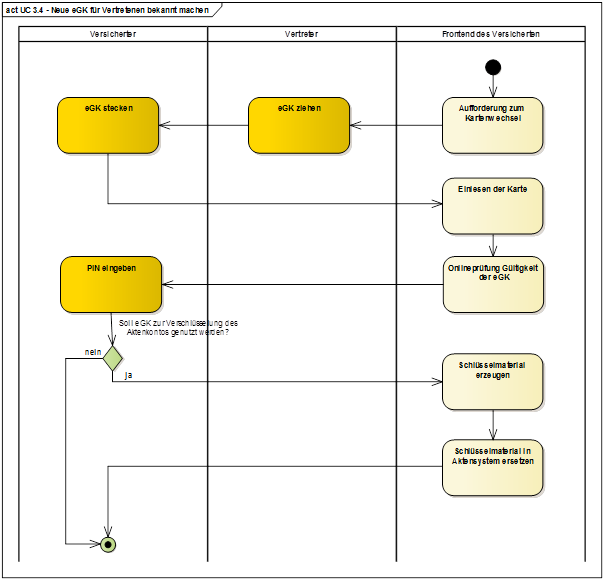 act UC 3.4 - Neue eGK für Vertretenen bekannt machen
Versicherter
Vertreter
Frontend des Versicherten
eGK stecken
eGK ziehen
Aufforderung zum
Kartenwechsel
Einlesen der Karte
PIN eingeben
Onlineprüfung Gültigkeit
der eGK
Soll eGK zur Verschlüsselung des
Aktenkontos genutzt werden?
nein
ja
Schlüsselmaterial
erzeugen
Schlüsselmaterial in
Aktensystem ersetzen